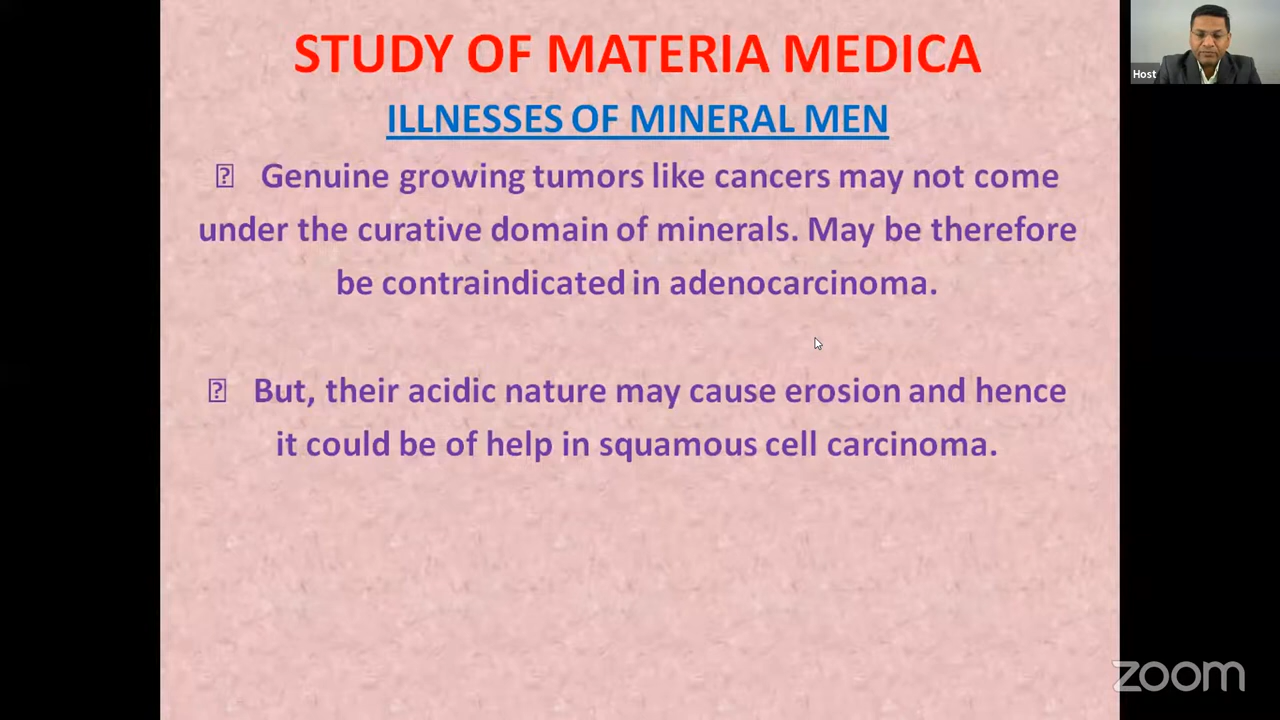 STUDY OF MATERIA MEDICA
Host
ILLNESSES OF MINERAL MEN
Genuine growing tumors like cancers may not come
under the curative domain of minerals. May be therefore
be contraindicated in adenocarcinoma.
But, their acidic nature may cause erosion and hence
it could be of help in squamous cell carcinoma.
zoom